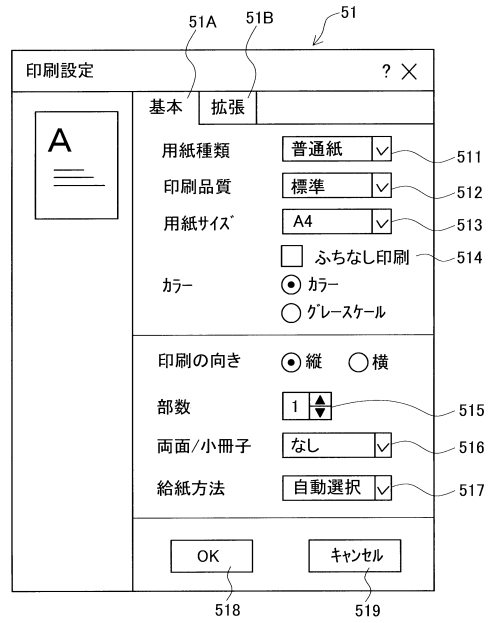 51
51A
51B
印刷設定 ? ×
基本 拡張
A
用紙種類 普通紙 511
印刷品質 標準 512
用紙サイズ A4 513
ふちなし印刷 514
カラー カラー
グレースケール
印刷の向き 縦 横
部数 1 515
両面/小冊子 なし 516
給紙方法 自動選択 517
OK キャンセル
518 519